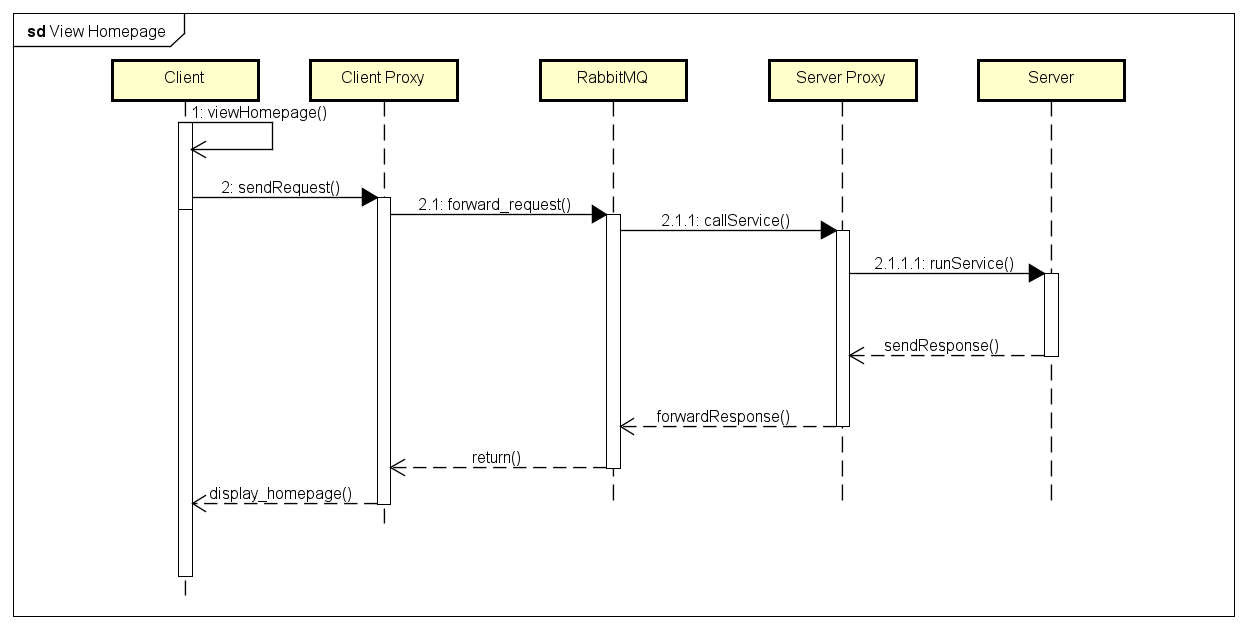 sd View Homepage
Client
Client Proxy
RabbitMQ
Server Proxy
Server
1: viewHomepage()
2: sendRequest()
2.1: forward_request()
2.1.1: callService()
2.1.1.1: runService()
sendResponse()
forwardResponse()
return()
display_homepage()